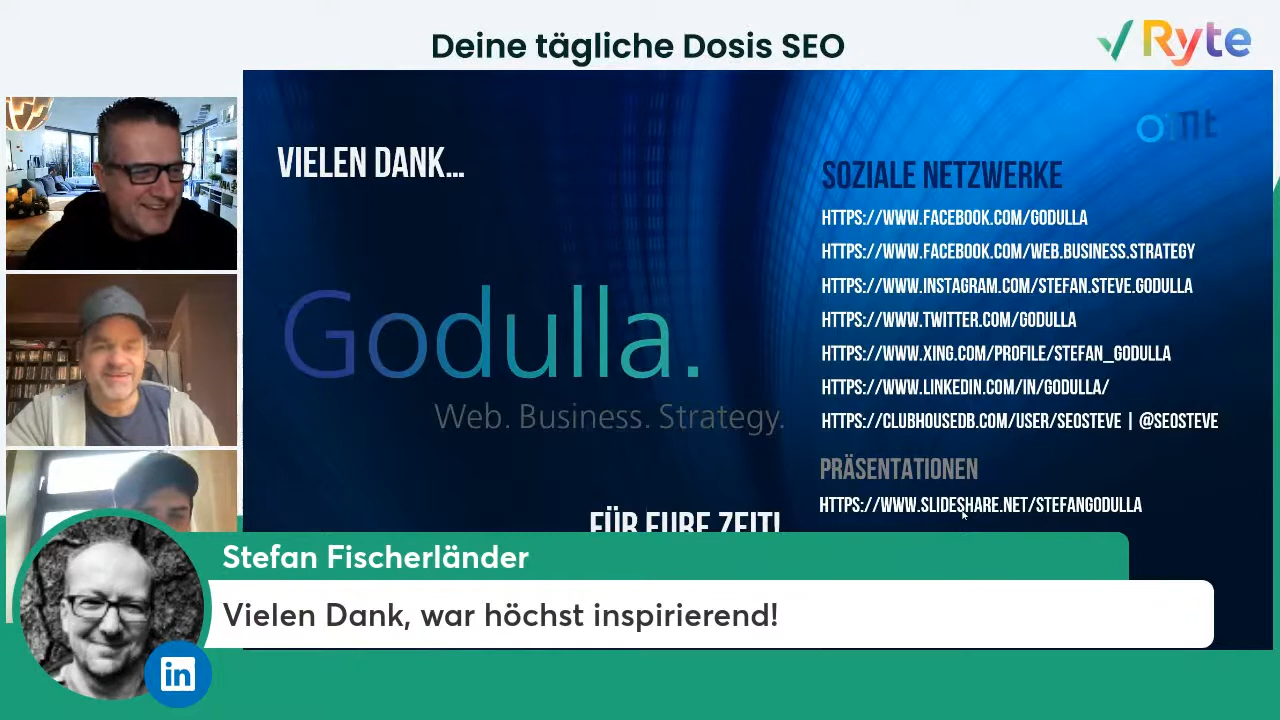 Deine tägliche Dosis SEO
Ryte
omt
VIELEN DANK...
Godulla.
Web. Business. Strategy.
FÜR EURE ZEIT!
SOZIALE NETZWERKE
HTTPS://WWW.FACEBOOK.COM/GODULLA
HTTPS://WWW.FACEBOOK.COM/WEB.BUSINESS.STRATEGY
HTTPS://WWW.INSTAGRAM.COM/STEFAN.STEVE.GODULLA
HTTPS://WWW.TWITTER.COM/GODULLA
HTTPS://WWW.XING.COM/PROFILE/STEFAN_GODULLA
HTTPS://WWW.LINKEDIN.COM/IN/GODULLA/
HTTPS://CLUBHOUSEDB.COM/USER/SEOSTEVE | @SEOSTEVE
PRÄSENTATIONEN
HTTPS://WWW.SLIDESHARE.NET/STEFANGODULLA
Stefan Fischerländer
Vielen Dank, war höchst inspirierend!
in